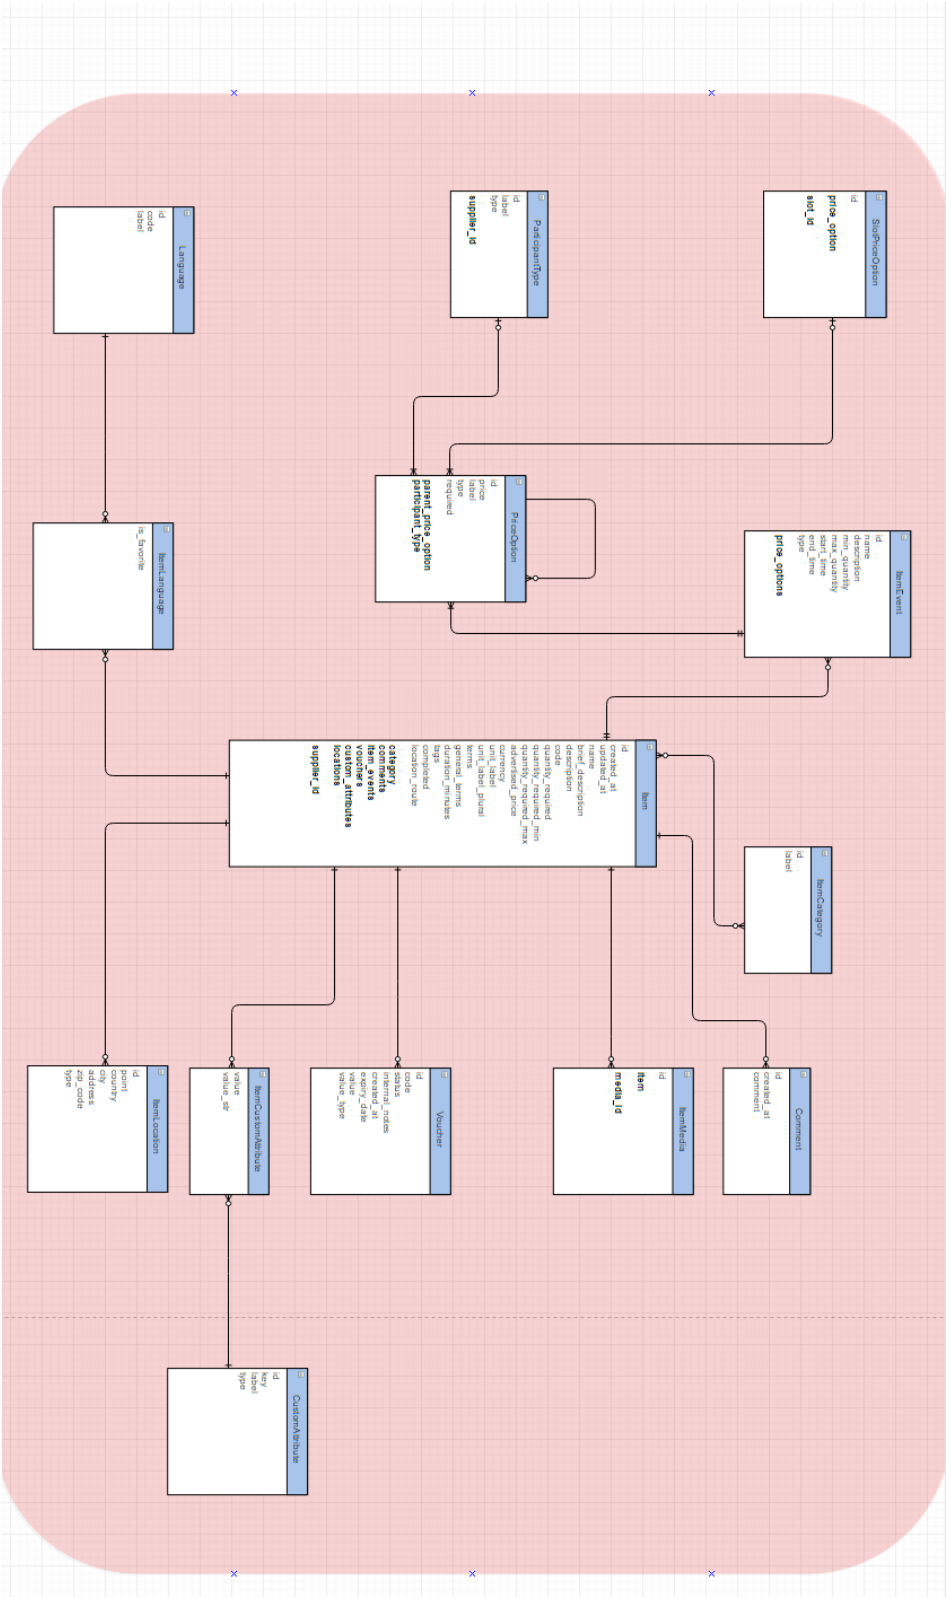 SlotPriceOption
id
price_option
slot_id
ParticipantType
id
label
type
supplier_id
Language
id
code
label
ItemEvent
id
name
description
min_quantity
max_quantity
start_time
end_time
type
price_options
PriceOption
id
price
label
type
required
parent_price_option
participant_type
ItemLanguage
is_favorite
Item
id
created_at
updated_at
name
brief_description
description
code
quantity_required
quantity_required_min
quantity_required_max
advertised_price
currency
unit_label
unit_label_plural
terms
general_terms
duration_minutes
tags
completed
location_route
category
comments
item_events
vouchers
custom_attributes
locations
supplier_id
ItemCategory
id
label
Comment
id
created_at
comment
ItemMedia
id
item
media_id
Voucher
id
code
status
internal_notes
created_at
expiry_date
value
value_type
ItemCustomAttribute
value
value_str
ItemLocation
id
point
country
city
address
zip_code
type
CustomAttribute
id
key
label
type